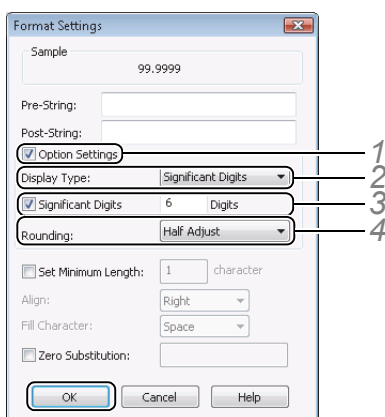 Format Settings
Sample
99.9999
Pre-String:
Post-String:
Option Settings 1
Display Type: Significant Digits 2
Significant Digits 6 Digits 3
Rounding: Half Adjust 4
Set Minimum Length: 1 character
Align: Right
Fill Character: Space
Zero Substitution:
OK Cancel Help